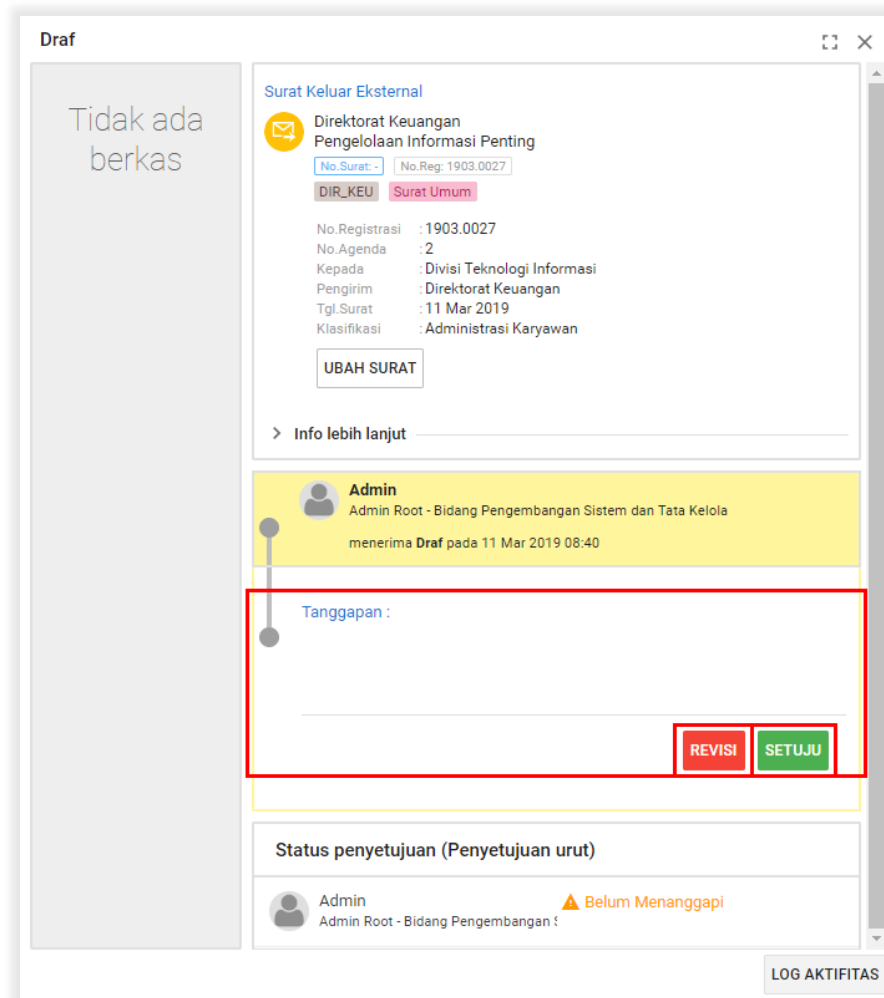 Draf
Tidak ada
berkas
Surat Keluar Eksternal
Direktorat Keuangan
Pengelolaan Informasi Penting
No.Surat: - No.Reg: 1903.0027
DIR_KEU Surat Umum
No.Registrasi : 1903.0027
No.Agenda : 2
Kepada : Divisi Teknologi Informasi
Pengirim : Direktorat Keuangan
Tgl.Surat : 11 Mar 2019
Klasifikasi : Administrasi Karyawan
UBAH SURAT
Info lebih lanjut
Admin
Admin Root - Bidang Pengembangan Sistem dan Tata Kelola
menerima Draf pada 11 Mar 2019 08:40
Tanggapan :
REVISI SETUJU
Status penyetujuan (Penyetujuan urut)
Admin Belum Menanggapi
Admin Root - Bidang Pengembangan
LOG AKTIFITAS